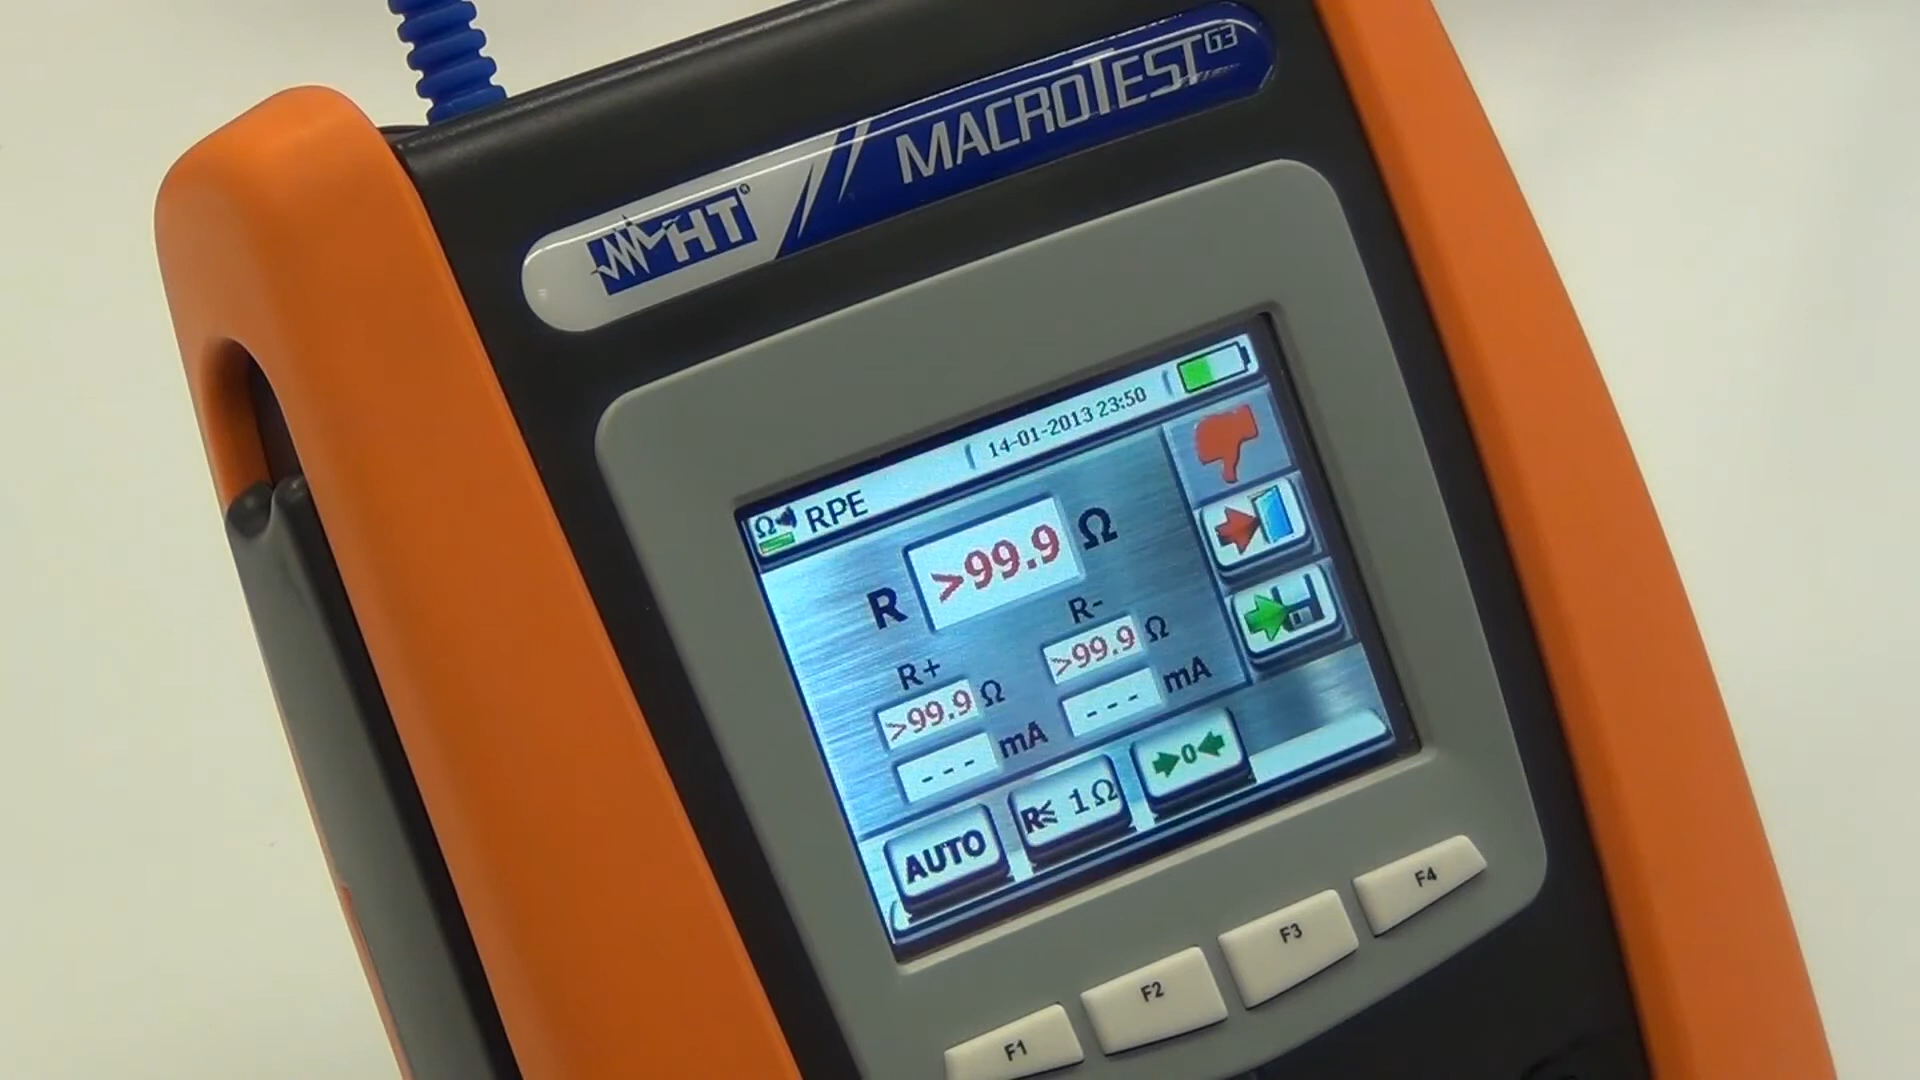 HT®
MACROTEST G3
14-01-2013 23:50
Ω RPE
R >99.9 Ω
R+ R-
>99.9 Ω >99.9 Ω
--- mA --- mA
AUTO R≤ 1Ω →0←
F1 F2 F3 F4